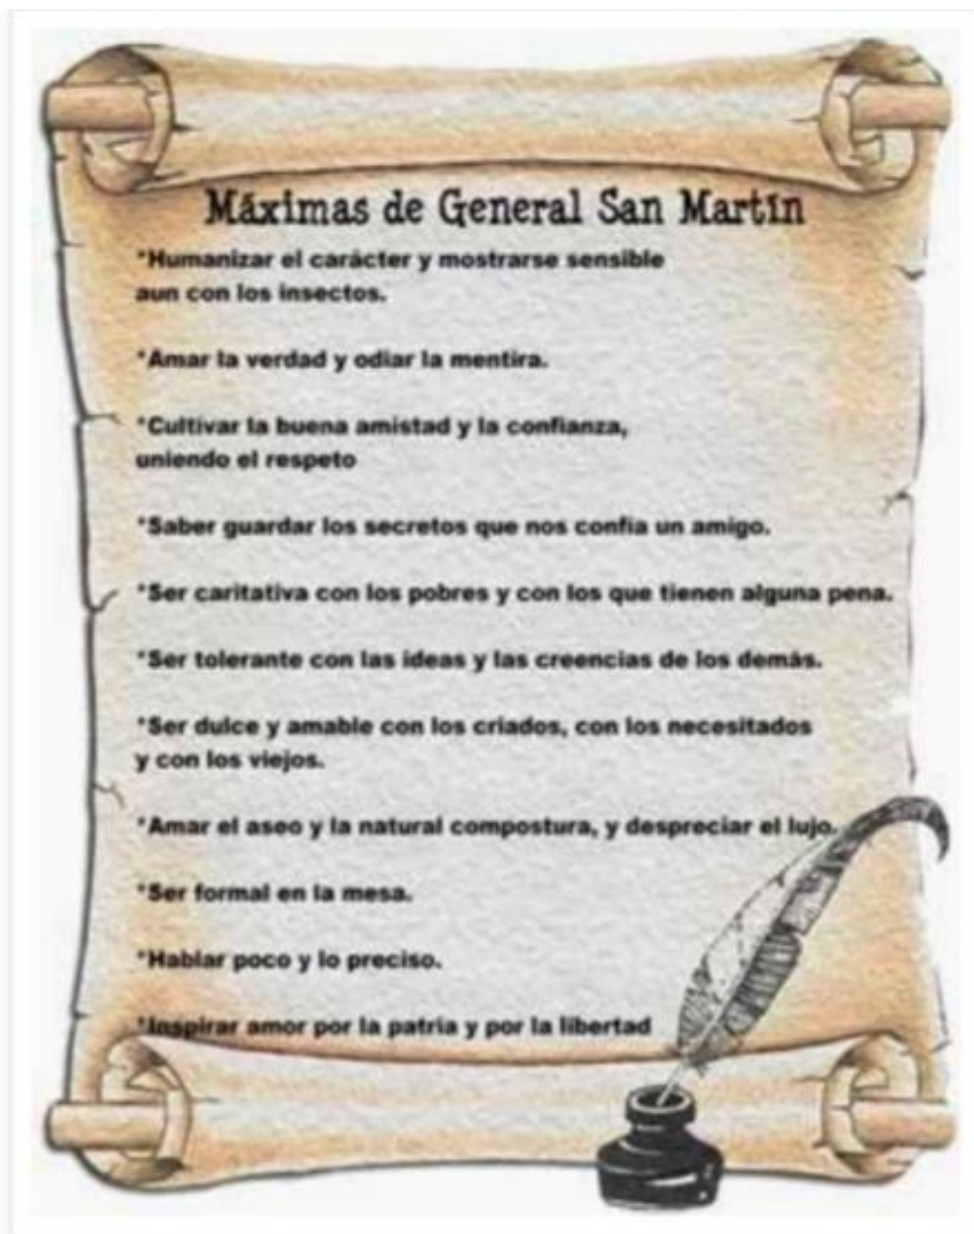 Máximas de General San Martín
*Humanizar el carácter y mostrarse sensible
aun con los insectos.
*Amar la verdad y odiar la mentira.
*Cultivar la buena amistad y la confianza,
uniendo el respeto
*Saber guardar los secretos que nos confia un amigo.
*Ser caritativa con los pobres y con los que tienen alguna pena.
*Ser tolerante con las ideas y las creencias de los demás.
*Ser dulce y amable con los criados, con los necesitados
y con los viejos.
*Amar el aseo y la natural compostura, y despreciar el lujo.
*Ser formal en la mesa.
*Hablar poco y lo preciso.
*Inspirar amor por la patria y por la libertad